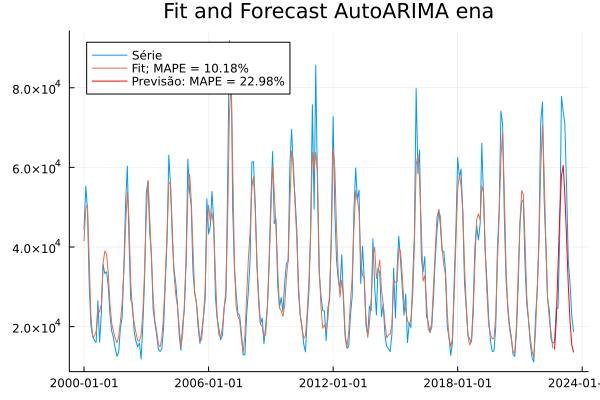 Fit and Forecast AutoARIMA ena
Série
Fit; MAPE = 10.18%
Previsão: MAPE = 22.98%
8.0×10⁴
6.0×10⁴
4.0×10⁴
2.0×10⁴
2000-01-01 2006-01-01 2012-01-01 2018-01-01 2024-01-